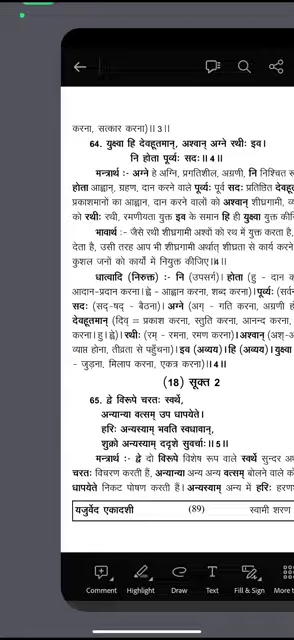 करना, सत्कार करना)।।3।।
64. युक्ष्वा हि देवहूतमान्, अश्वान् अग्ने रथीः इव।
नि होता पूर्व्यः सदः।।4।।
मन्त्रार्थ :- अग्ने हे अग्नि, प्रगतिशील, अग्रणी, नि निश्चित
होता आह्वान, ग्रहण, दान करने वाले पूर्व्यः पूर्व सदः प्रतिष्ठित
प्रकाशमानों का आह्वान, दान करने वालों को अश्वान् शीघ्रगामी,
को रथीः रथी, रमणीयता युक्त इव के समान हि ही युक्ष्वा युक्त
भावार्थ :- जैसे रथी शीघ्रगामी अश्वों को रथ में युक्त करता है,
देता है, उसी तरह आप भी शीघ्रगामी अर्थात् शीघ्रता से कार्य करने
कुशल जनों को कार्यों में नियुक्त कीजिए।।4।।
धात्वादि (निरुक्त) :- नि (उपसर्ग)। होता (हु - दान
आदान-प्रदान करना। ह्वे - आह्वान करना, शब्द करना)। पूर्व्यः
सदः (सद्-षद् - बैठना)। अग्ने (अग् - गति करना, अग्रणी
देवहूतमान् (दिव् = प्रकाश करना, स्तुति करना, आनन्द करना,
करना। हु। ह्वे)। रथीः (रम् - रमना, रमण करना)। अश्वान्
व्याप्त होना, तीव्रता से पहुँचना)। इव (अव्यय)। हि (अव्यय)। युक्ष्वा
- जुड़ना, मिलाप करना, एकत्र करना)।।4।।
(18) सूक्त 2
65. द्वे विरूपे चरतः स्वर्थे,
अन्यान्या वत्सम् उप धापयेते।
हरिः अन्यस्याम् भवति स्वधावान्,
शुक्रो अन्यस्याम् ददृशे सुवर्चाः।।5।।
मन्त्रार्थ :- द्वे दो विरूपे विशेष रूप वाले स्वर्थे सुन्दर
चरतः विचरण करती हैं, अन्यान्या अन्य अन्य वत्सम् बोलने वाले
धापयेते निकट पोषण करती हैं। अन्यस्याम् अन्य में हरिः
यजुर्वेद एकादशी (89) स्वामी शरण
Comment Highlight Draw Text Fill & Sign More